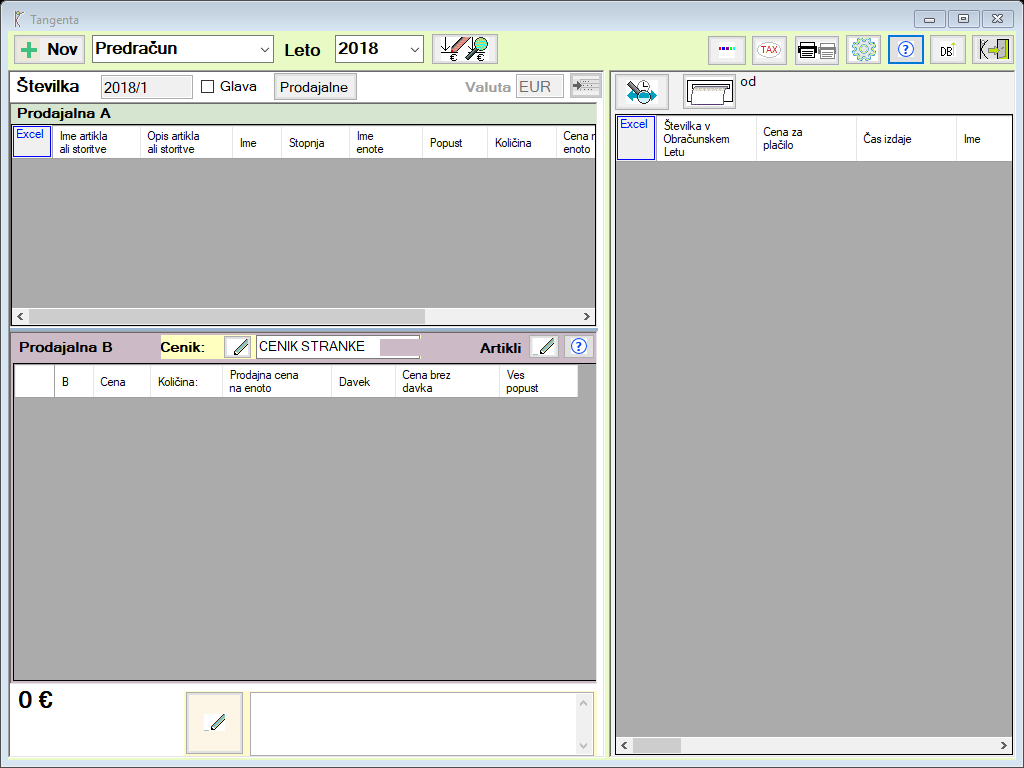 Tangenta
Nov
Predračun
Leto
2018
TAX
?
DB
Številka
2018/1
Glava
Prodajalne
Valuta
EUR
od
Prodajalna A
Excel
Ime artikla
ali storitve
Opis artikla
ali storitve
Ime
Stopnja
Ime
enote
Popust
Količina
Cena
enoto
Excel
Številka v
Obračunskem
Letu
Cena za
plačilo
Čas izdaje
Ime
Prodajalna B
Cenik:
CENIK STRANKE
Artikli
?
B
Cena
Količina:
Prodajna cena
na enoto
Davek
Cena brez
davka
Ves
popust
0 €